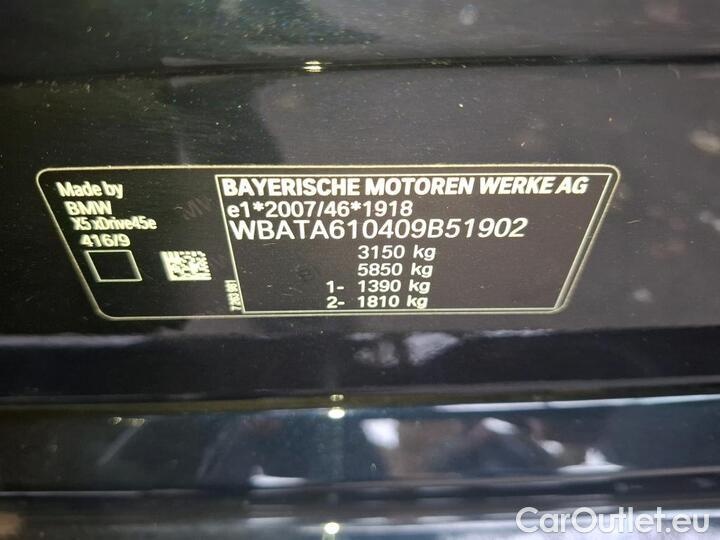 Made by
BMW
X5 xDrive45e
416/9
BAYERISCHE MOTOREN WERKE AG
e1*2007/46*1918
WBATA610409B51902
3150 kg
5850 kg
1- 1390 kg
2- 1810 kg
CarOutlet.eu